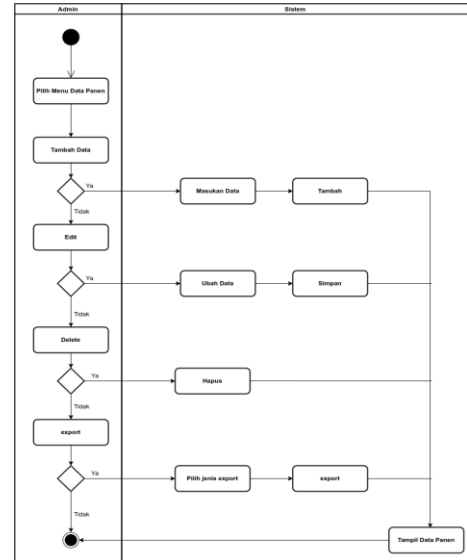 Admin
Sistem
Pilih Menu Data Panen
Tambah Data
Ya
Masukan Data
Tambah
Tidak
Edit
Ya
Ubah Data
Simpan
Tidak
Delete
Ya
Hapus
Tidak
export
Ya
Pilih jenis export
export
Tidak
Tampil Data Panen